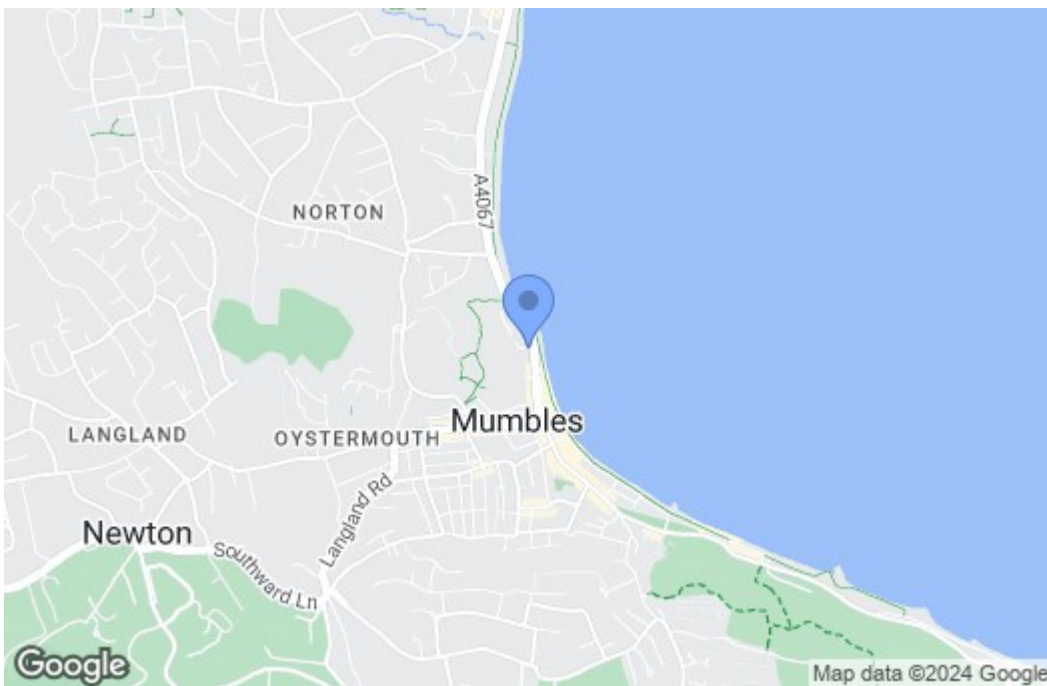 A4067
NORTON
Mumbles
LANGLAND
OYSTERMOUTH
Langland Rd
Newton
Southward Ln
Google
Map data ©2024 Google